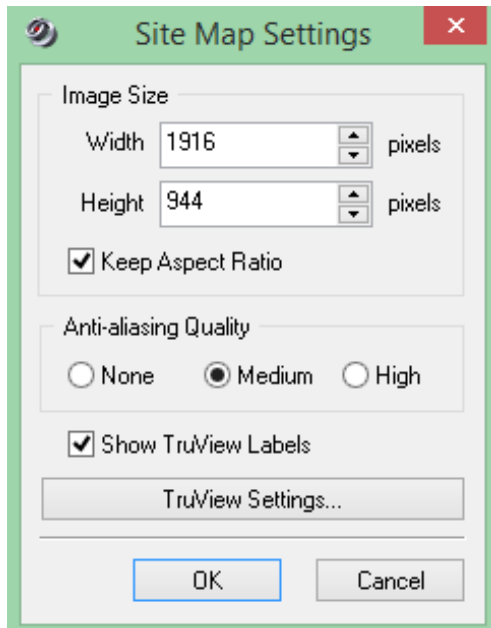 Site Map Settings
Image Size
Width 1916 pixels
Height 944 pixels
Keep Aspect Ratio
Anti-aliasing Quality
None Medium High
Show TruView Labels
TruView Settings...
OK Cancel